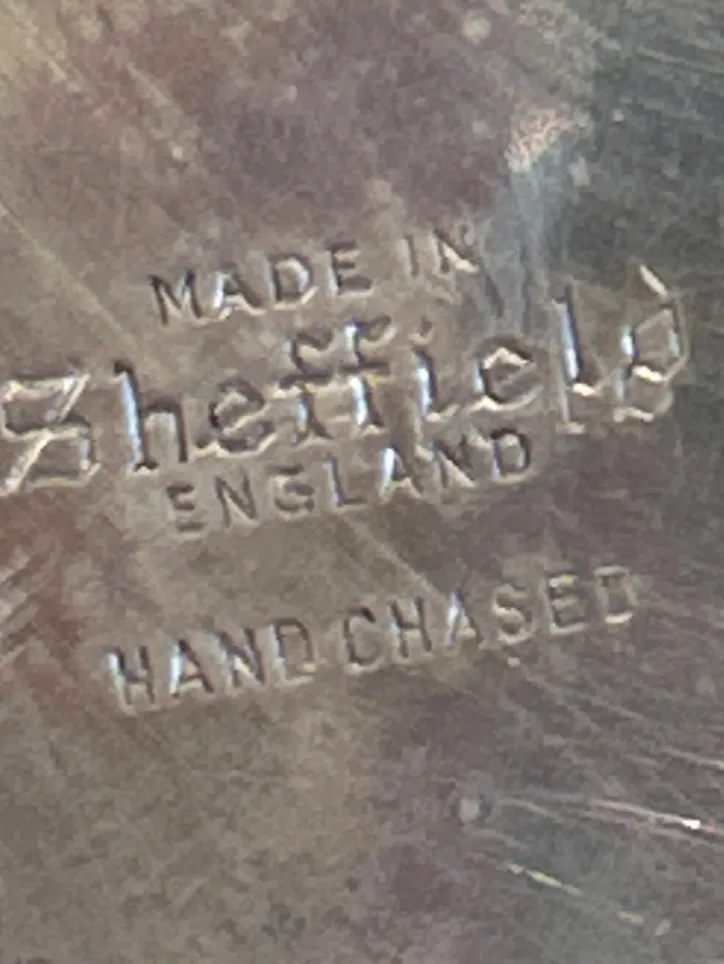 MADE IN
Sheffield
ENGLAND
HAND CHASED